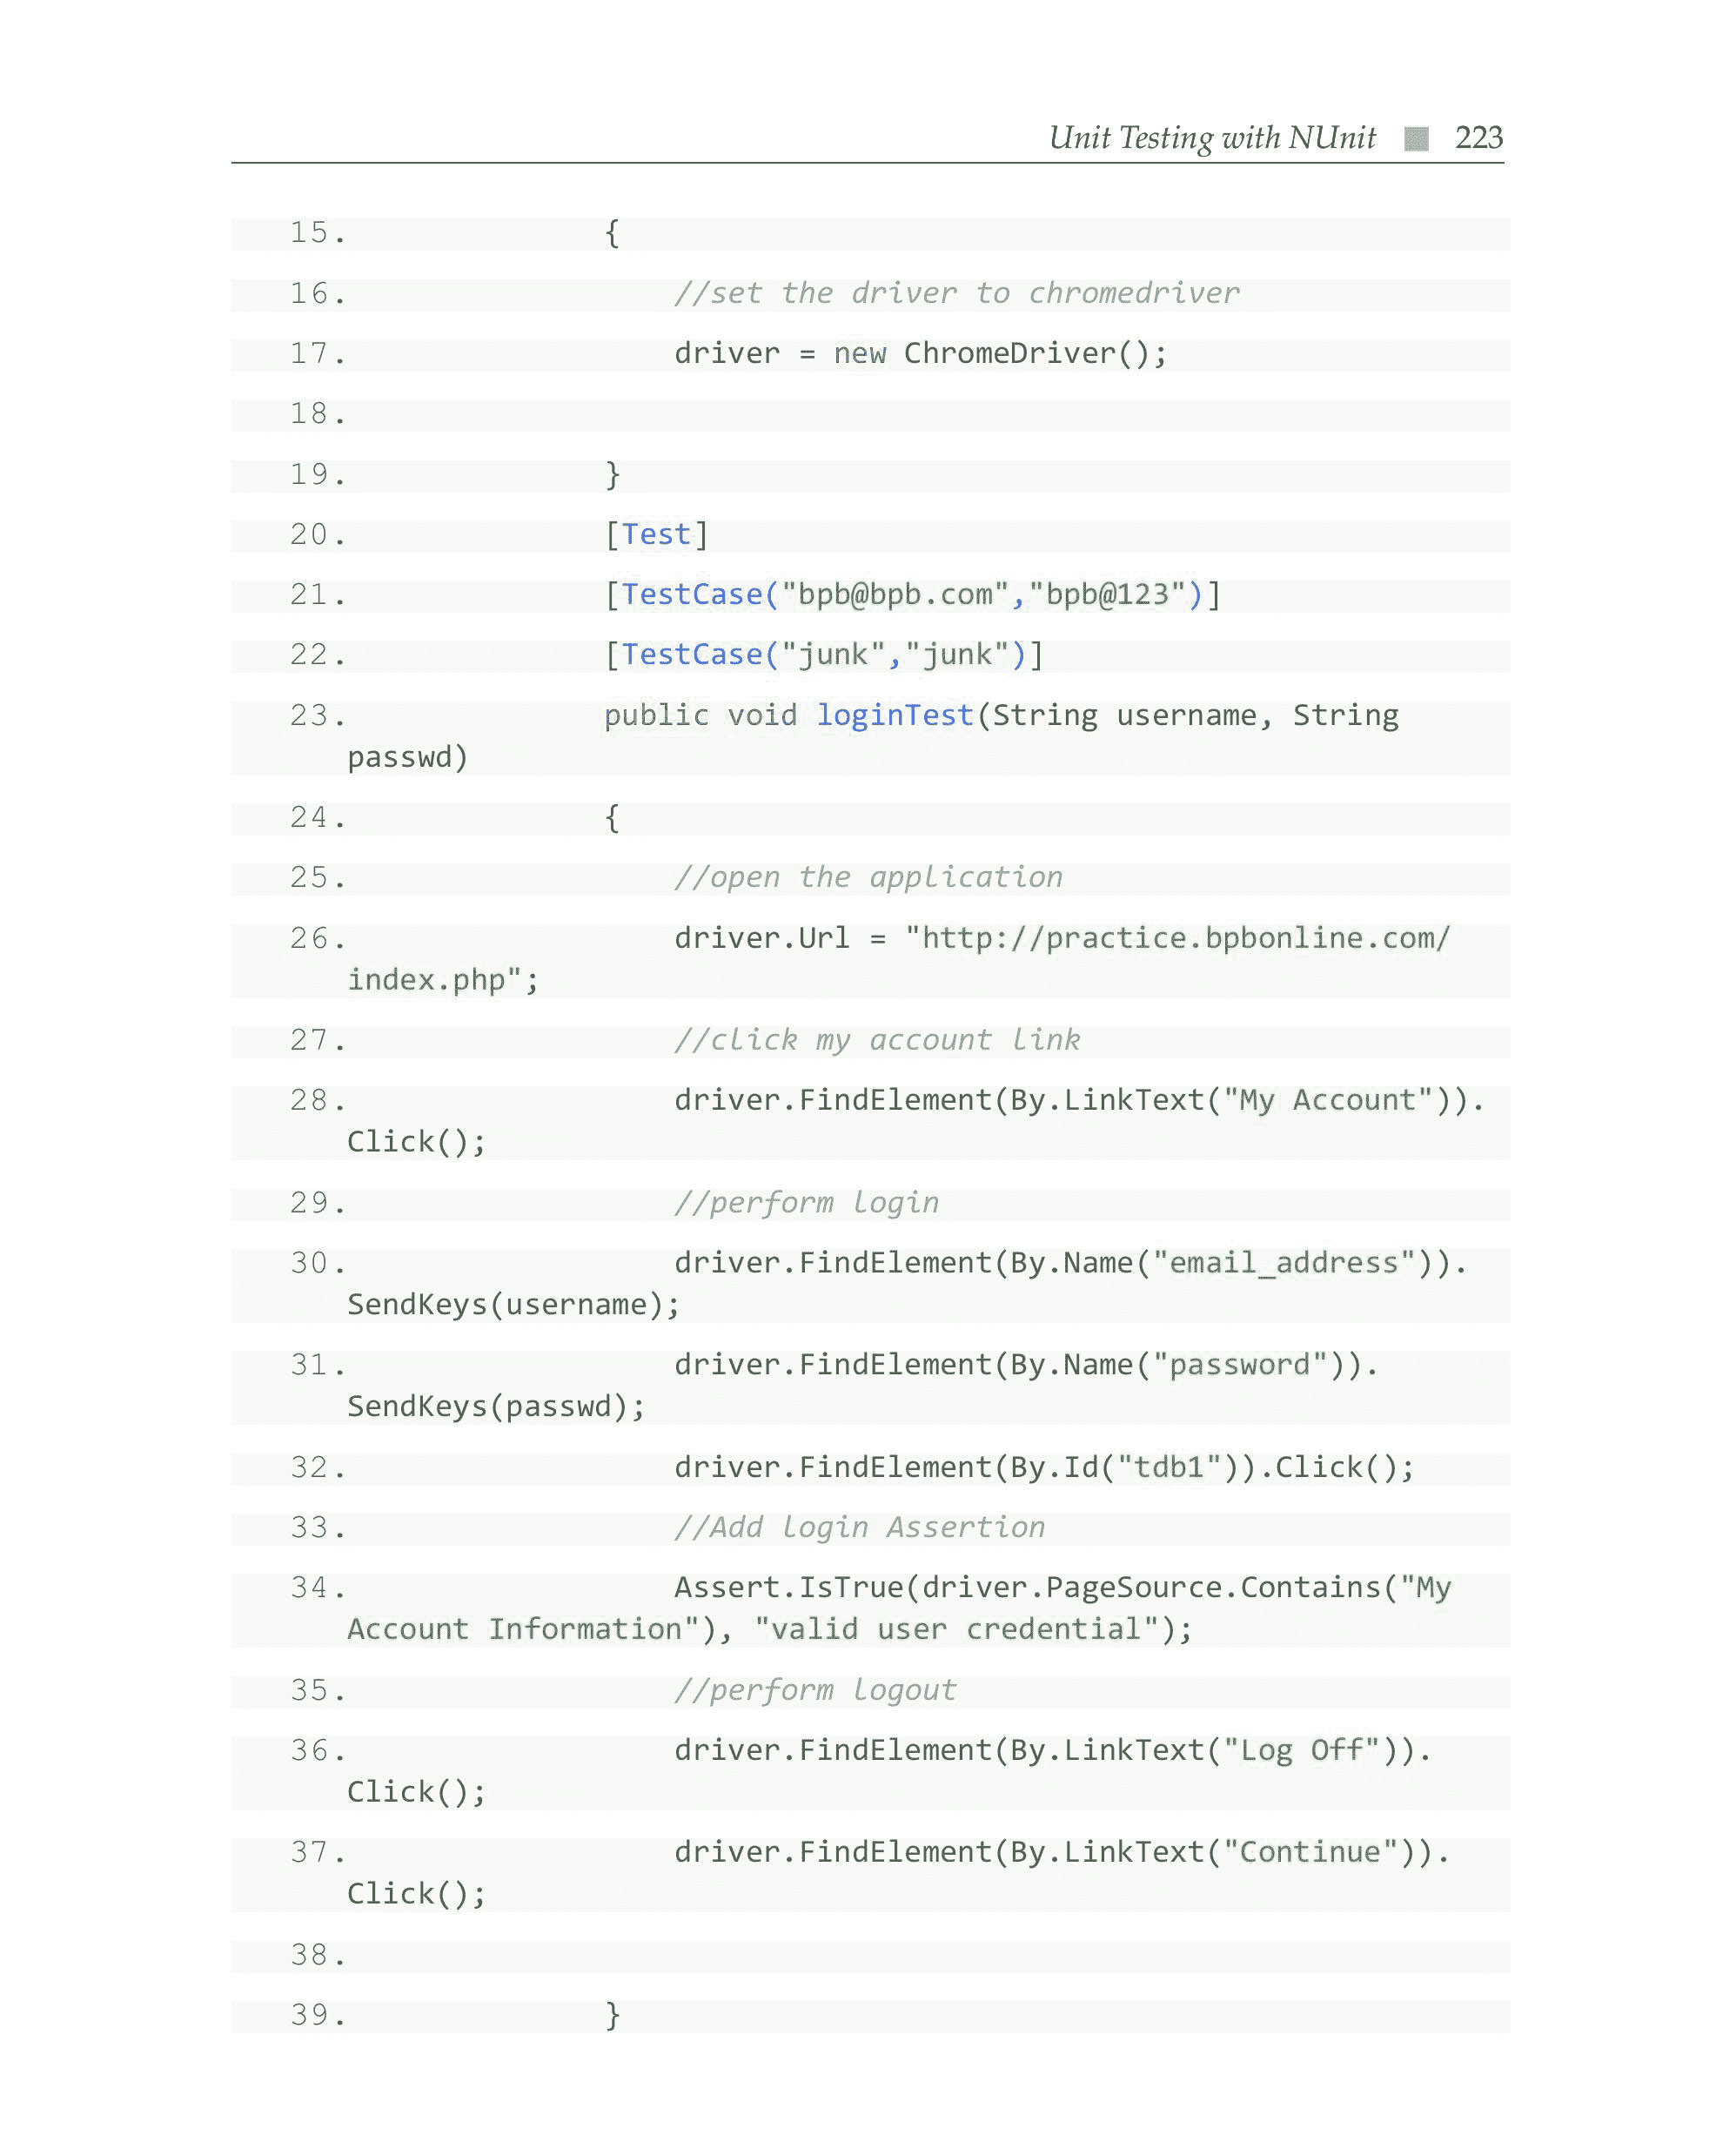 Unit Testing with NUnit ■ 223
15. {
16. //set the driver to chromedriver
17. driver = new ChromeDriver();
18.
19. }
20. [Test]
21. [TestCase("bpb@bpb.com","bpb@123")]
22. [TestCase("junk","junk")]
23. public void loginTest(String username, String
passwd)
24. {
25. //open the application
26. driver.Url = "http://practice.bpbonline.com/
index.php";
27. //click my account link
28. driver.FindElement(By.LinkText("My Account")).
Click();
29. //perform login
30. driver.FindElement(By.Name("email_address")).
SendKeys(username);
31. driver.FindElement(By.Name("password")).
SendKeys(passwd);
32. driver.FindElement(By.Id("tdb1")).Click();
33. //Add login Assertion
34. Assert.IsTrue(driver.PageSource.Contains("My
Account Information"), "valid user credential");
35. //perform logout
36. driver.FindElement(By.LinkText("Log Off")).
Click();
37. driver.FindElement(By.LinkText("Continue")).
Click();
38.
39. }